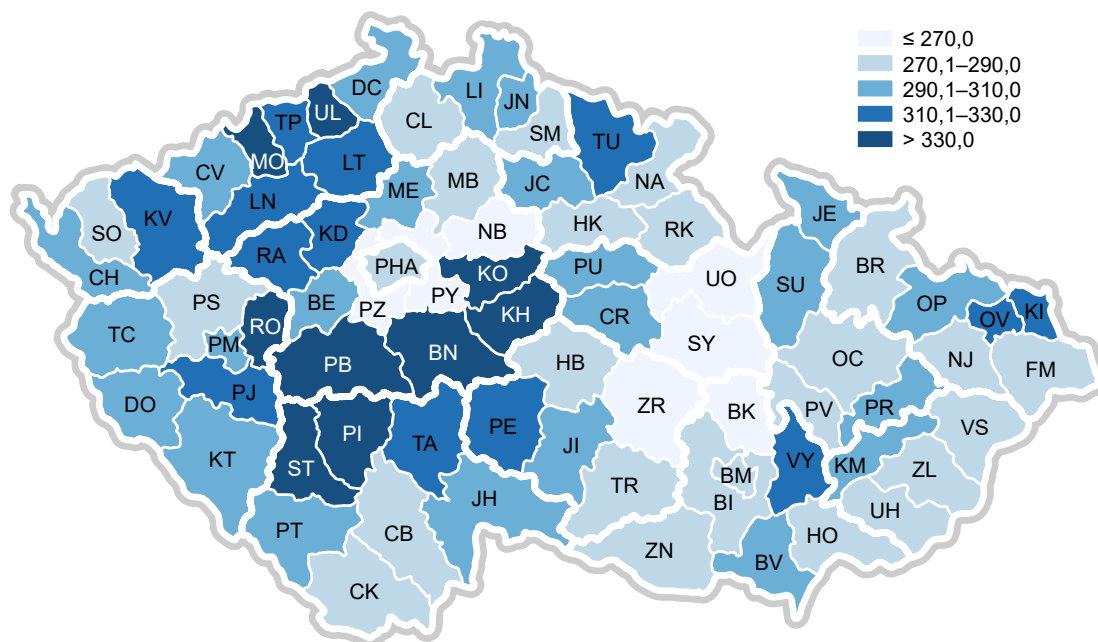 ≤ 270,0
270,1–290,0
290,1–310,0
310,1–330,0
> 330,0
DC
LI
JN
UL
TP
CL
SM
TU
MO
LT
CV
ME
MB
JC
NA
LN
KV
SO
KD
NB
HK
RK
JE
RA
PHA
KO
PU
UO
BR
CH
SU
PS
BE
PZ
PY
KH
CR
OP
OV
KI
TC
RO
PM
BN
SY
OC
NJ
FM
PB
HB
PJ
DO
ZR
BK
PV
PR
VS
PI
TA
PE
KT
ST
JI
VY
KM
ZL
BM
TR
BI
JH
UH
PT
CB
HO
ZN
BV
CK